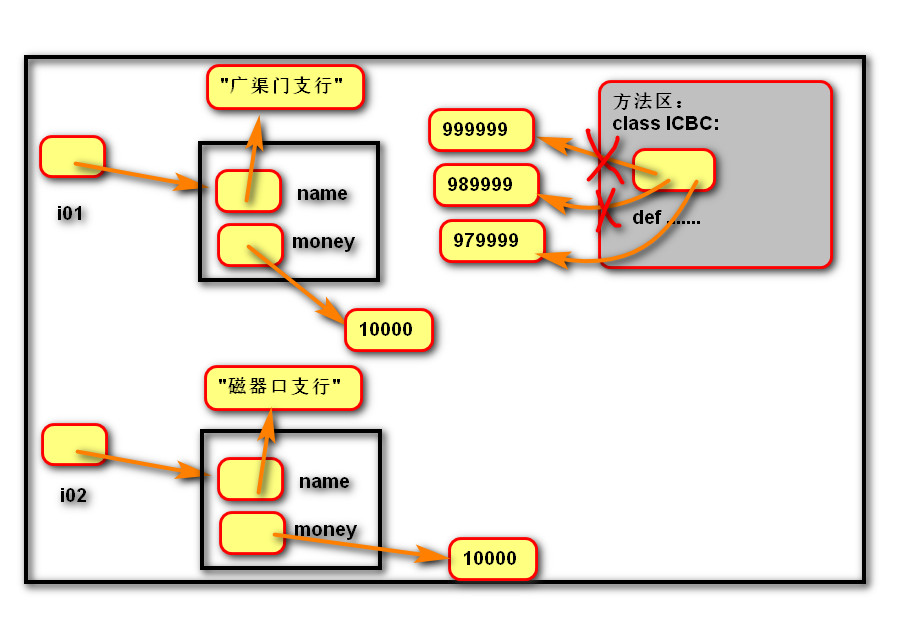 "广渠门支行"
i01
name
money
10000
999999
989999
979999
方法区：
class ICBC:
def .......
"磁器口支行"
i02
name
money
10000